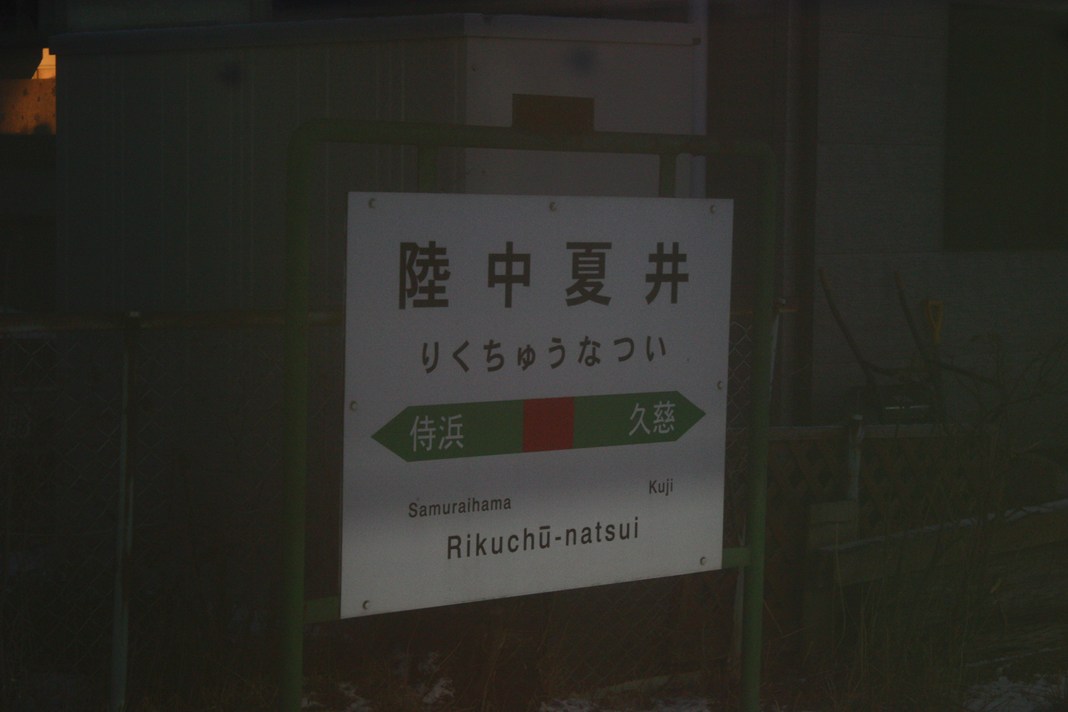 陸中夏井
りくちゅうなつい
侍浜 久慈
Samuraihama Kuji
Rikuchū-natsui